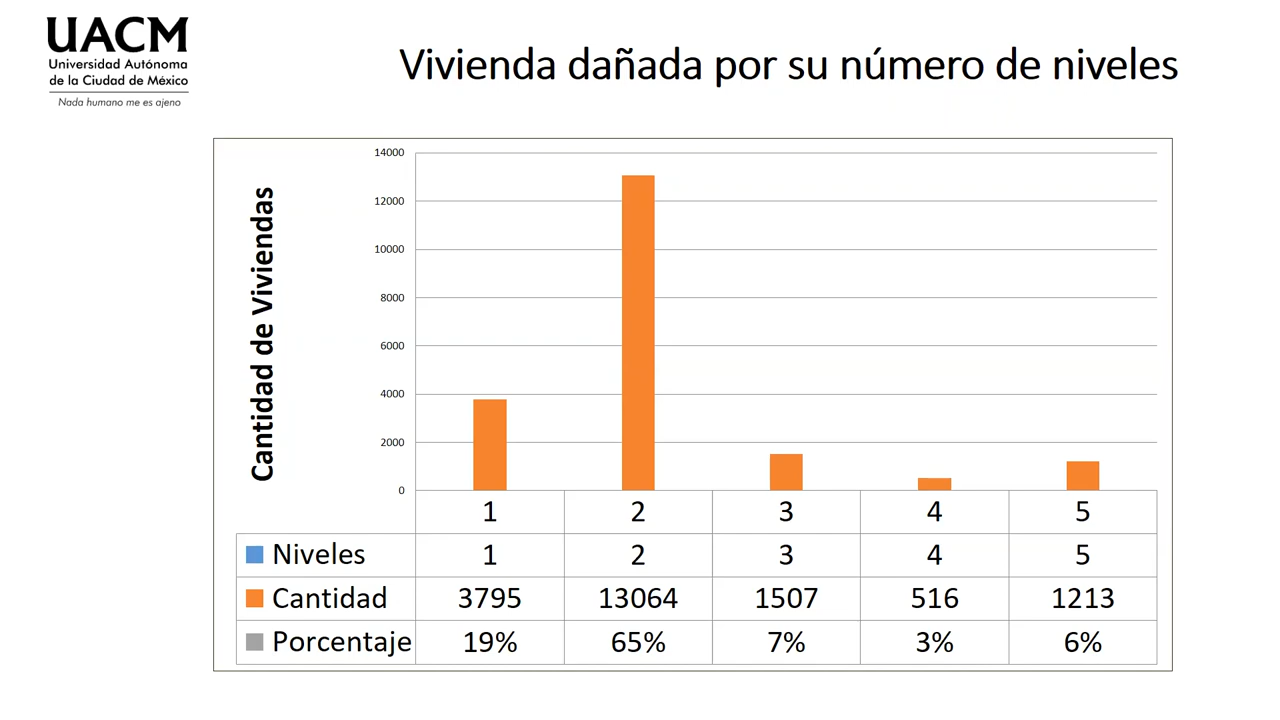 UACM
Universidad Autónoma
de la Ciudad de México
Nada humano me es ajeno
Vivienda dañada por su número de niveles
Cantidad de Viviendas
14000
12000
10000
8000
6000
4000
2000
0
1 2 3 4 5
Niveles 1 2 3 4 5
Cantidad 3795 13064 1507 516 1213
Porcentaje 19% 65% 7% 3% 6%